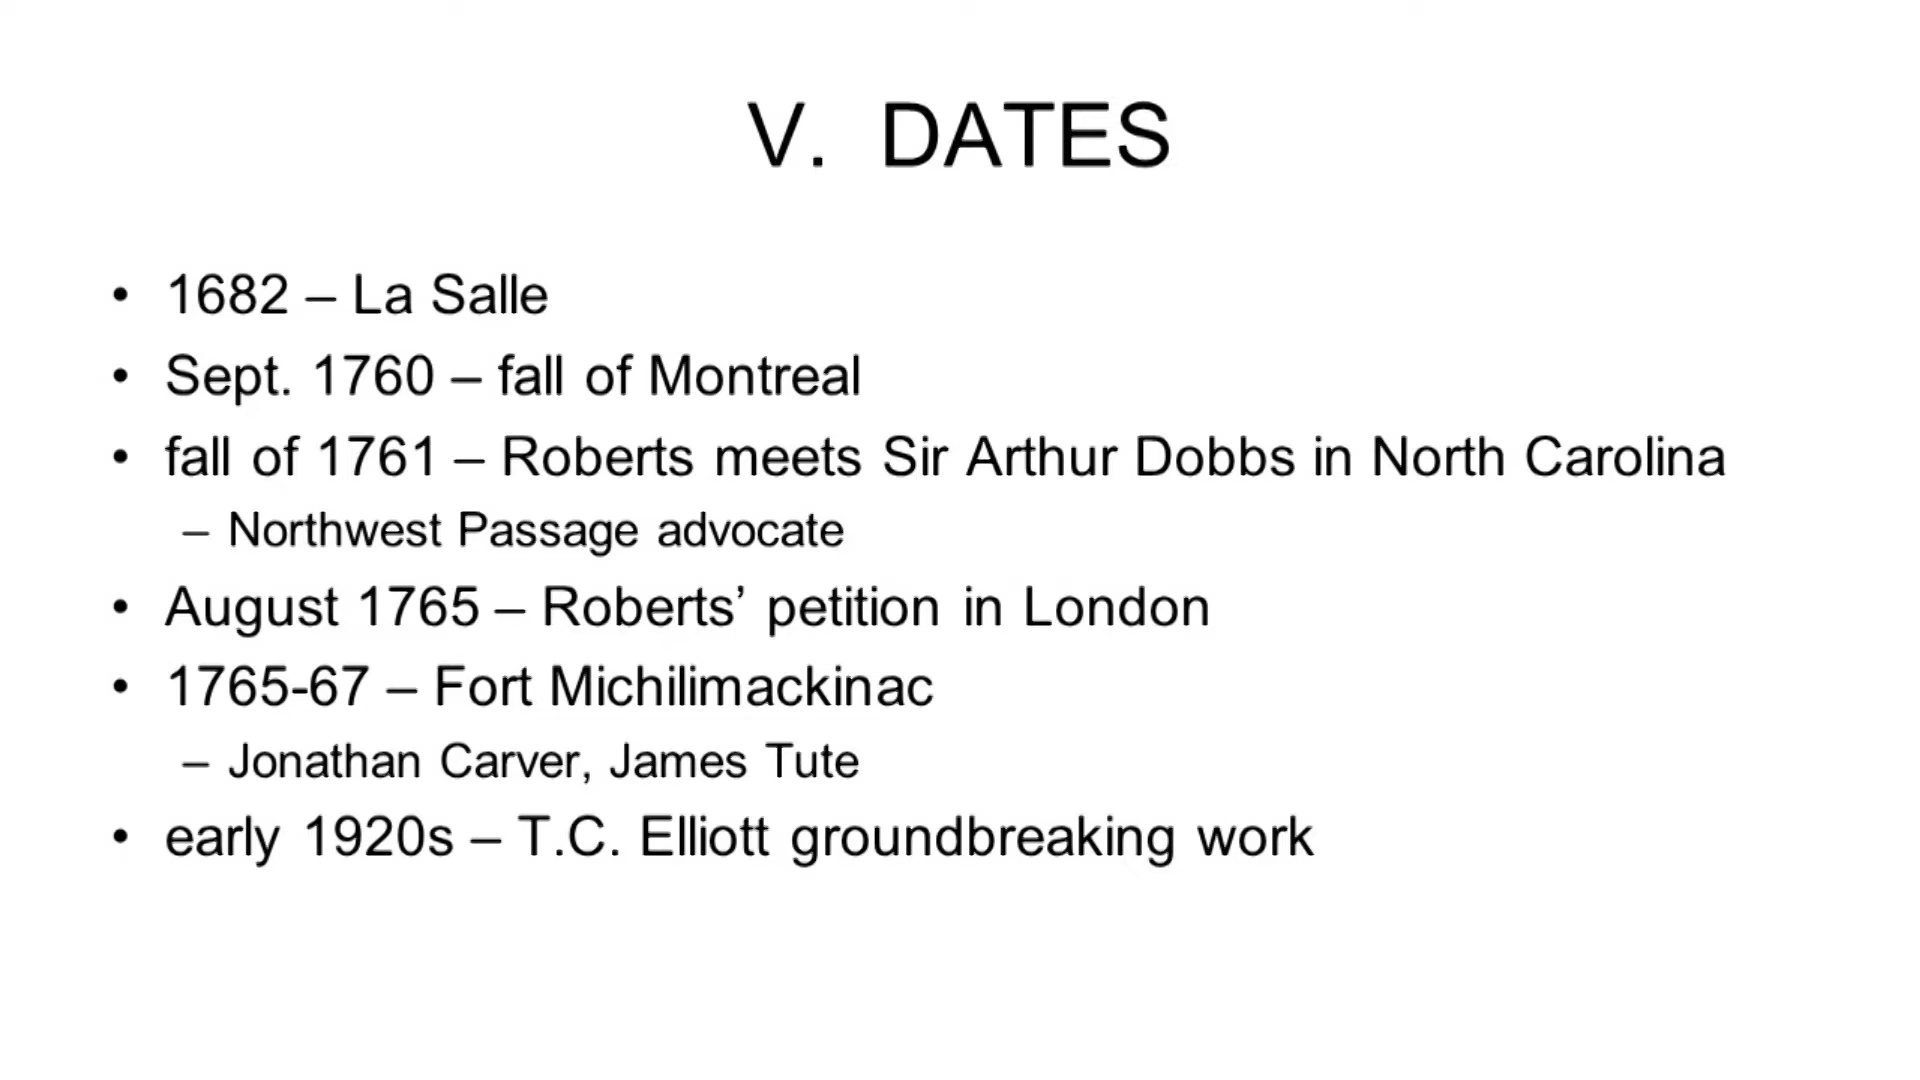 V. DATES
• 1682 – La Salle
• Sept. 1760 – fall of Montreal
• fall of 1761 – Roberts meets Sir Arthur Dobbs in North Carolina
– Northwest Passage advocate
• August 1765 – Roberts’ petition in London
• 1765-67 – Fort Michilimackinac
– Jonathan Carver, James Tute
• early 1920s – T.C. Elliott groundbreaking work